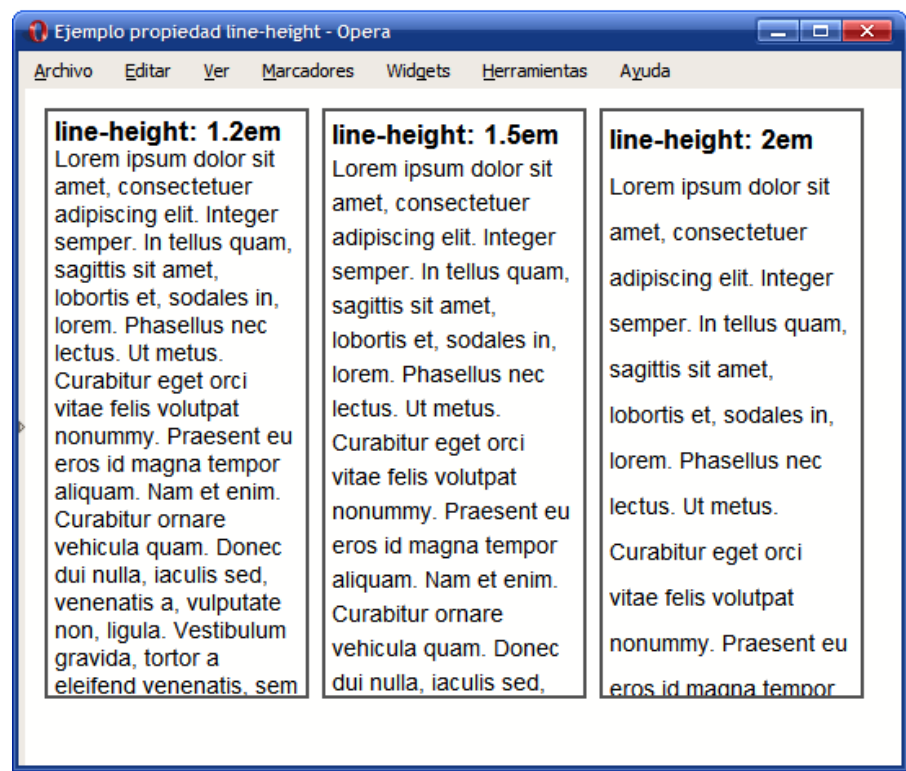 Ejemplo propiedad line-height - Opera
Archivo Editar Ver Marcadores Widgets Herramientas Ayuda
line-height: 1.2em
Lorem ipsum dolor sit
amet, consectetuer
adipiscing elit. Integer
semper. In tellus quam,
sagittis sit amet,
lobortis et, sodales in,
lorem. Phasellus nec
lectus. Ut metus.
Curabitur eget orci
vitae felis volutpat
nonummy. Praesent eu
eros id magna tempor
aliquam. Nam et enim.
Curabitur ornare
vehicula quam. Donec
dui nulla, iaculis sed,
venenatis a, vulputate
non, ligula. Vestibulum
gravida, tortor a
eleifend venenatis, sem
line-height: 1.5em
Lorem ipsum dolor sit
amet, consectetuer
adipiscing elit. Integer
semper. In tellus quam,
sagittis sit amet,
lobortis et, sodales in,
lorem. Phasellus nec
lectus. Ut metus.
Curabitur eget orci
vitae felis volutpat
nonummy. Praesent eu
eros id magna tempor
aliquam. Nam et enim.
Curabitur ornare
vehicula quam. Donec
dui nulla, iaculis sed,
line-height: 2em
Lorem ipsum dolor sit
amet, consectetuer
adipiscing elit. Integer
semper. In tellus quam,
sagittis sit amet,
lobortis et, sodales in,
lorem. Phasellus nec
lectus. Ut metus.
Curabitur eget orci
vitae felis volutpat
nonummy. Praesent eu
eros id magna tempor